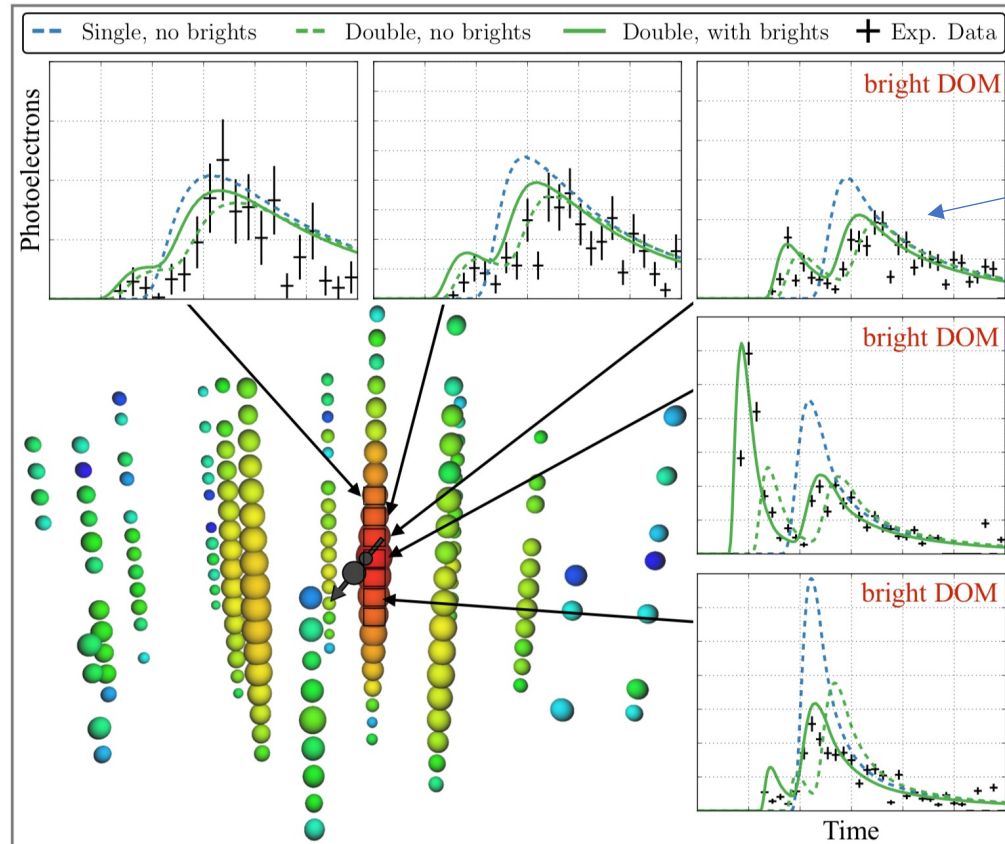 Single, no brights Double, no brights Double, with brights Exp. Data
Photoelectrons
bright DOM
bright DOM
bright DOM
Time